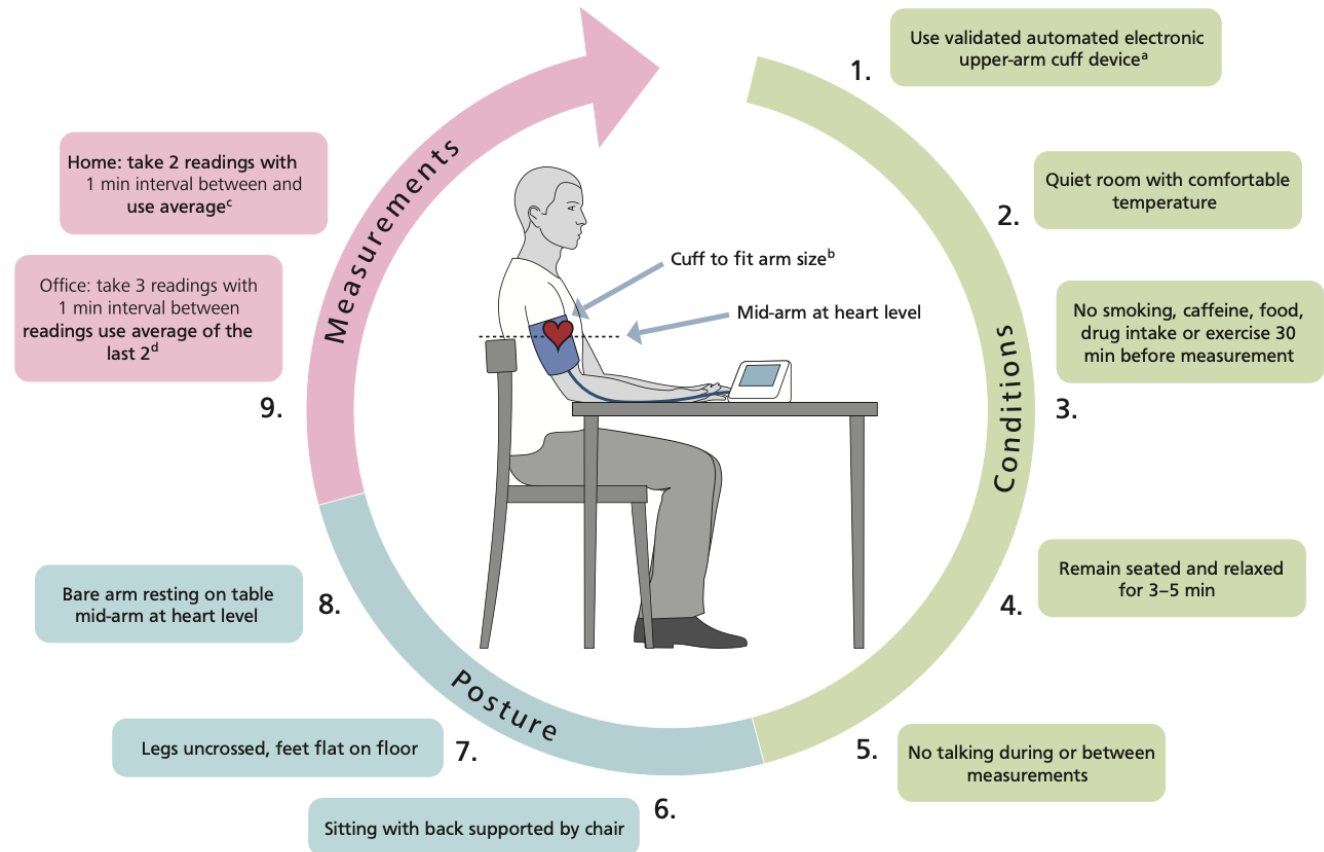 1.
Use validated automated electronic
upper-arm cuff deviceᵃ
2.
Quiet room with comfortable
temperature
3.
No smoking, caffeine, food,
drug intake or exercise 30
min before measurement
Conditions
4.
Remain seated and relaxed
for 3–5 min
5.
No talking during or between
measurements
6.
Sitting with back supported by chair
7.
Legs uncrossed, feet flat on floor
Posture
8.
Bare arm resting on table
mid-arm at heart level
9.
Home: take 2 readings with
1 min interval between and
use averageᶜ
Office: take 3 readings with
1 min interval between
readings use average of the
last 2ᵈ
Measurements
Cuff to fit arm sizeᵇ
Mid-arm at heart level